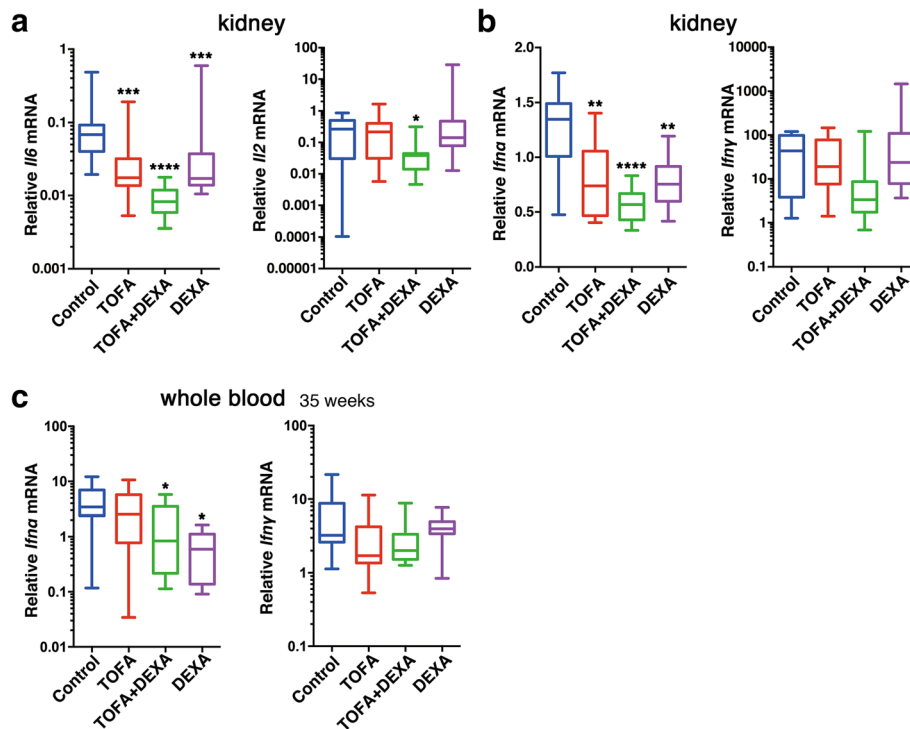 a kidney
Relative Il6 mRNA
1
0.1
0.01
0.001
***
****
***
Control
TOFA
TOFA+DEXA
DEXA
Relative Il2 mRNA
100
10
1
0.1
0.01
0.001
0.0001
0.00001
*
Control
TOFA
TOFA+DEXA
DEXA
b kidney
Relative Ifnα mRNA
2.0
1.5
1.0
0.5
0.0
**
****
**
Control
TOFA
TOFA+DEXA
DEXA
Relative Ifnγ mRNA
10000
1000
100
10
1
0.1
Control
TOFA
TOFA+DEXA
DEXA
c whole blood 35 weeks
Relative Ifnα mRNA
100
10
1
0.1
0.01
*
*
Control
TOFA
TOFA+DEXA
DEXA
Relative Ifnγ mRNA
100
10
1
0.1
Control
TOFA
TOFA+DEXA
DEXA